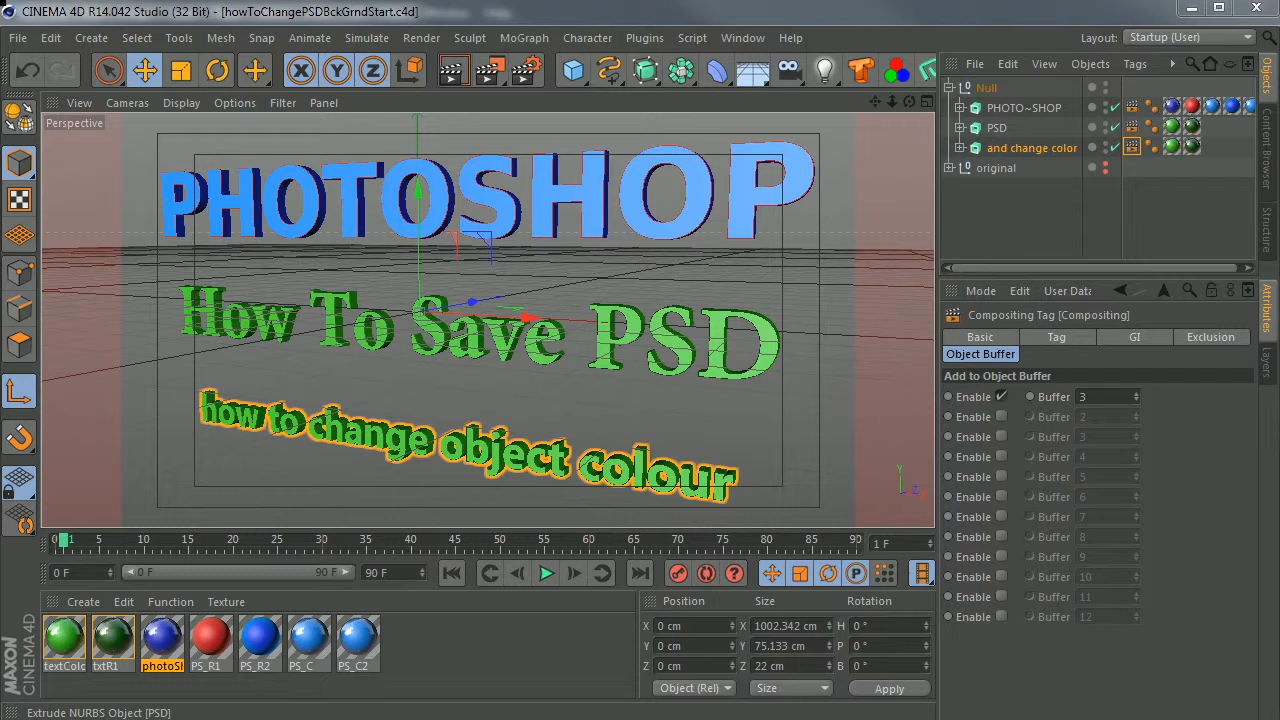 CINEMA 4D R14.042 Studio (32 Bit) - [howToChangePSDBckGrndStart.c4d]
File Edit Create Select Tools Mesh Snap Animate Simulate Render Sculpt MoGraph Character Plugins Script Window Help
Layout: Startup (User)
X Y Z
File Edit View Objects Tags
View Cameras Display Options Filter Panel
Perspective
Null
PHOTO~SHOP
PSD
and change color
original
Objects
Content Browser
Structure
PHOTOSHOP
How To Save PSD
how to change object colour
Y
Z
Mode Edit User Data
Attributes
Layers
Compositing Tag [Compositing]
Basic Tag GI Exclusion
Object Buffer
Add to Object Buffer
Enable Buffer 3
Enable Buffer 2
Enable Buffer 3
Enable Buffer 4
Enable Buffer 5
Enable Buffer 6
Enable Buffer 7
Enable Buffer 8
Enable Buffer 9
Enable Buffer 10
Enable Buffer 11
Enable Buffer 12
0 1 5 10 15 20 25 30 35 40 45 50 55 60 65 70 75 80 85 90
1 F
0 F 0 F 90 F 90 F
P
Create Edit Function Texture
textColo txtR1 photoSl PS_R1 PS_R2 PS_C PS_C2
Position Size Rotation
X 0 cm X 1002.342 cm H 0 °
Y 0 cm Y 75.133 cm P 0 °
Z 0 cm Z 22 cm B 0 °
Object (Rel) Size Apply
MAXON
CINEMA 4D
Extrude NURBS Object [PSD]